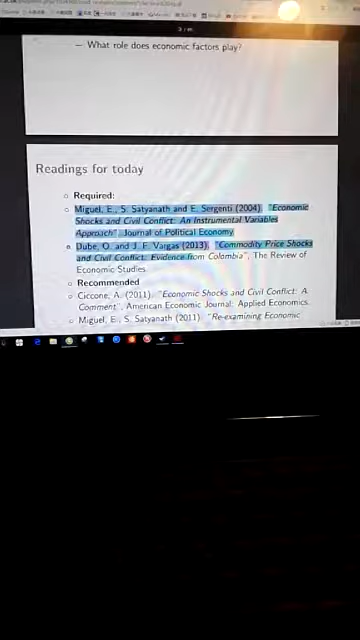 – What role does economic factors play?
Readings for today
Required:
Miguel, E., S. Satyanath and E. Sergenti (2004), "Economic
Shocks and Civil Conflict: An Instrumental Variables
Approach", Journal of Political Economy
Dube, O. and J. F. Vargas (2013), "Commodity Price Shocks
and Civil Conflict: Evidence from Colombia", The Review of
Economic Studies.
Recommended
Ciccone, A. (2011), "Economic Shocks and Civil Conflict: A
Comment", American Economic Journal: Applied Economics.
Miguel, E., S. Satyanath (2011), "Re-examining Economic